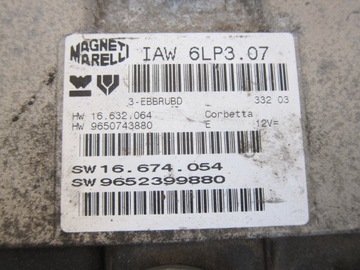 MAGNETI
MARELLI
IAW 6LP3.07
3-EBBRUBD 332 03
HW 16.632.064 Corbetta
HW 9650743880 E 12V=
SW 16.674.054
SW 9652399880